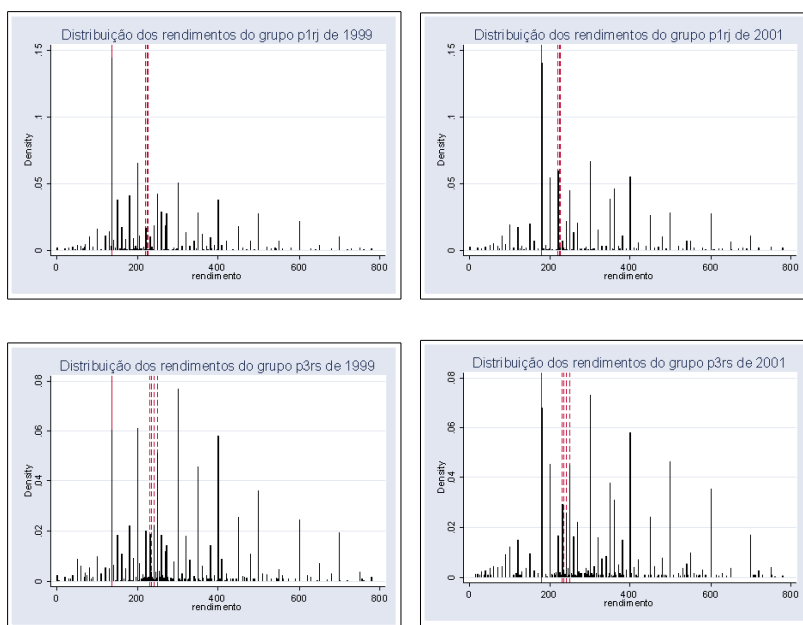 Distribuição dos rendimentos do grupo p1rj de 1999
.15
.1
.05
0
Density
0 200 400 600 800
rendimento
Distribuição dos rendimentos do grupo p1rj de 2001
.15
.1
.05
0
Density
0 200 400 600 800
rendimento
Distribuição dos rendimentos do grupo p3rs de 1999
.08
.06
.04
.02
0
Density
0 200 400 600 800
rendimento
Distribuição dos rendimentos do grupo p3rs de 2001
.08
.06
.04
.02
0
Density
0 200 400 600 800
rendimento